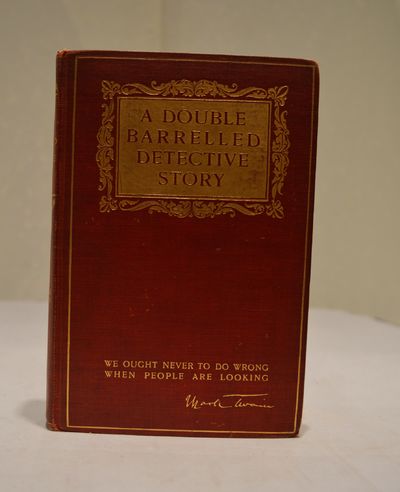 A DOUBLE
BARRELLED
DETECTIVE
STORY
WE OUGHT NEVER TO DO WRONG
WHEN PEOPLE ARE LOOKING
Mark Twain